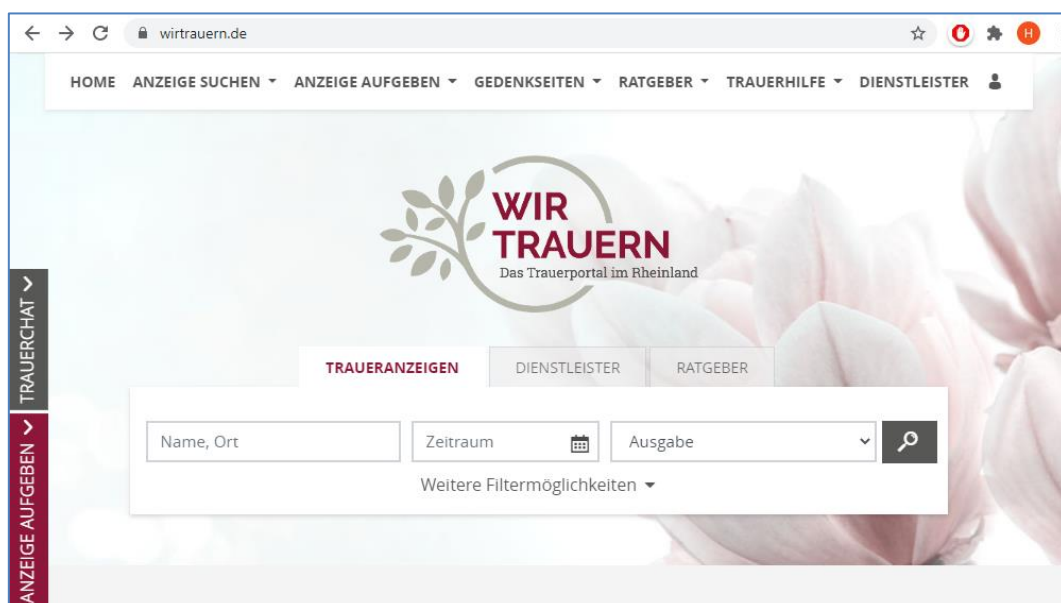 wirtrauern.de
H
HOME ANZEIGE SUCHEN ANZEIGE AUFGEBEN GEDENKSEITEN RATGEBER TRAUERHILFE DIENSTLEISTER
WIR
TRAUERN
Das Trauerportal im Rheinland
TRAUERCHAT
ANZEIGE AUFGEBEN
TRAUERANZEIGEN DIENSTLEISTER RATGEBER
Name, Ort Zeitraum Ausgabe
Weitere Filtermöglichkeiten